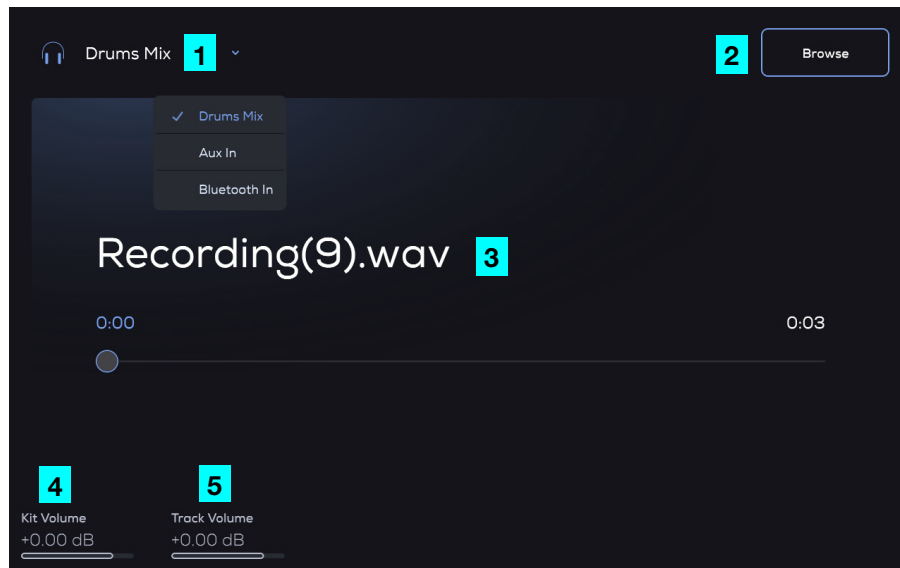 Drums Mix 1
2 Browse
Drums Mix
Aux In
Bluetooth In
Recording(9).wav 3
0:00 0:03
4 5
Kit Volume Track Volume
+0.00 dB +0.00 dB